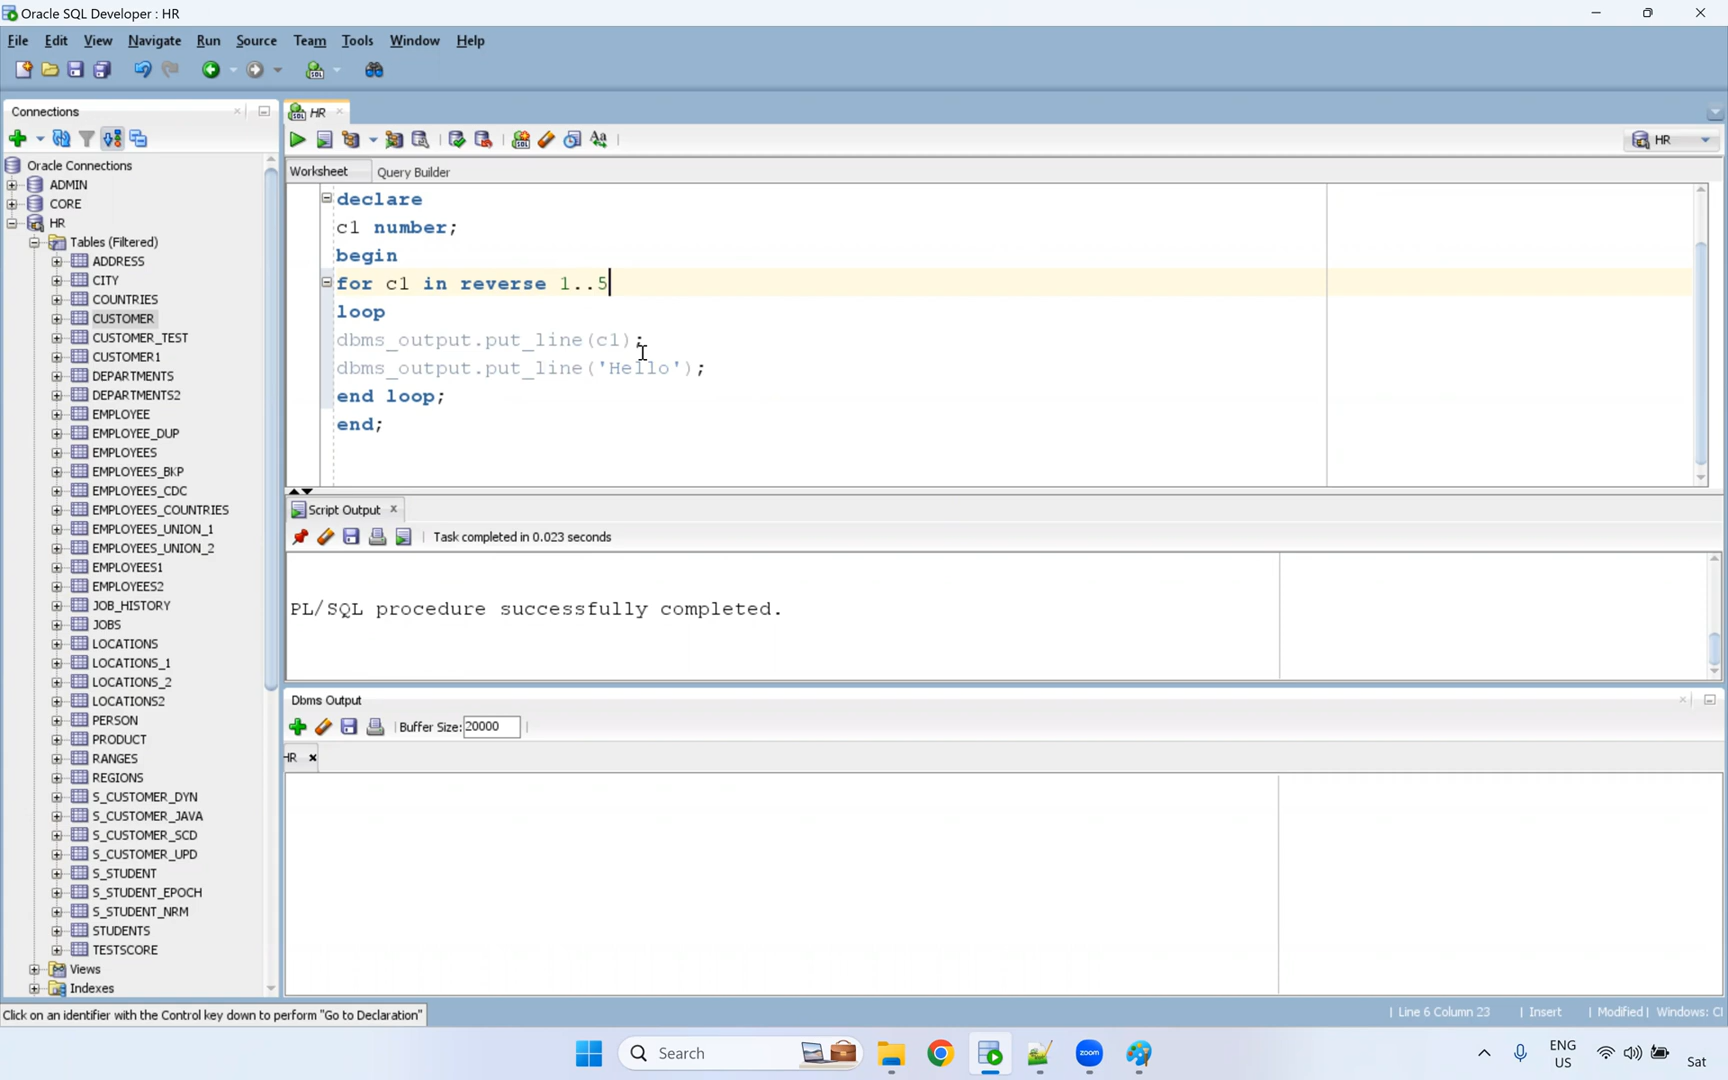 Oracle SQL Developer : HR
File Edit View Navigate Run Source Team Tools Window Help
Connections
HR
HR
Worksheet Query Builder
Oracle Connections
ADMIN
CORE
HR
Tables (Filtered)
ADDRESS
CITY
COUNTRIES
CUSTOMER
CUSTOMER_TEST
CUSTOMER1
DEPARTMENTS
DEPARTMENTS2
EMPLOYEE
EMPLOYEE_DUP
EMPLOYEES
EMPLOYEES_BKP
EMPLOYEES_CDC
EMPLOYEES_COUNTRIES
EMPLOYEES_UNION_1
EMPLOYEES_UNION_2
EMPLOYEES1
EMPLOYEES2
JOB_HISTORY
JOBS
LOCATIONS
LOCATIONS_1
LOCATIONS_2
LOCATIONS2
PERSON
PRODUCT
RANGES
REGIONS
S_CUSTOMER_DYN
S_CUSTOMER_JAVA
S_CUSTOMER_SCD
S_CUSTOMER_UPD
S_STUDENT
S_STUDENT_EPOCH
S_STUDENT_NRM
STUDENTS
TESTSCORE
Views
Indexes
declare
c1 number;
begin
for c1 in reverse 1..5
loop
dbms_output.put_line(c1);
dbms_output.put_line('Hello');
end loop;
end;
Script Output
Task completed in 0.023 seconds
PL/SQL procedure successfully completed.
Dbms Output
Buffer Size: 20000
HR
Click on an identifier with the Control key down to perform "Go to Declaration"
Line 6 Column 23 Insert Modified Windows: CI
Search
zoom
ENG
US
Sat